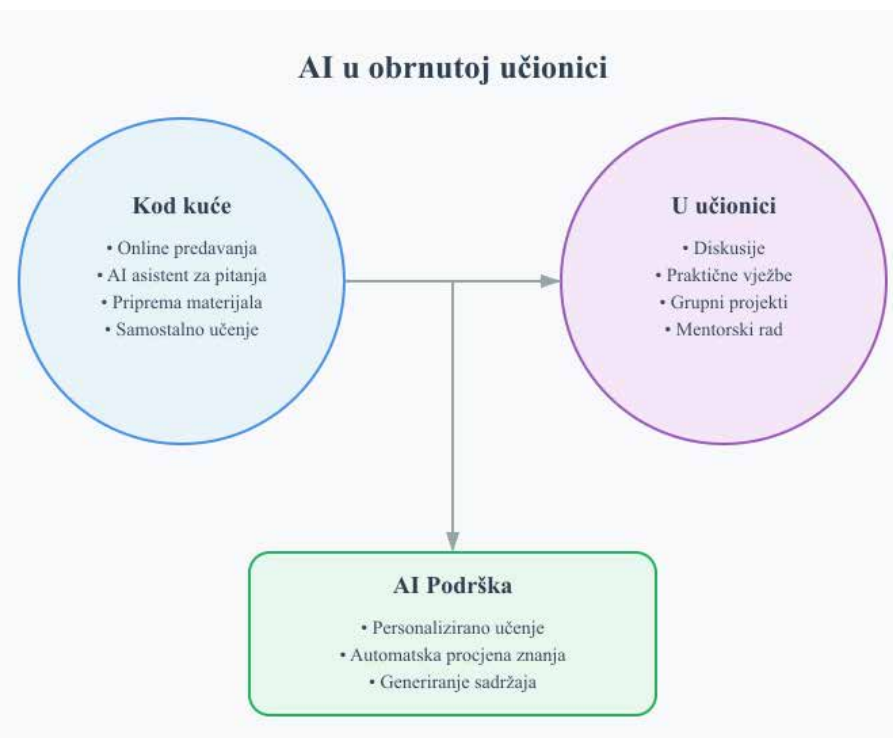 AI u obrnutoj učionici
Kod kuće
• Online predavanja
• AI asistent za pitanja
• Priprema materijala
• Samostalno učenje
U učionici
• Diskusije
• Praktične vježbe
• Grupni projekti
• Mentorski rad
AI Podrška
• Personalizirano učenje
• Automatska procjena znanja
• Generiranje sadržaja